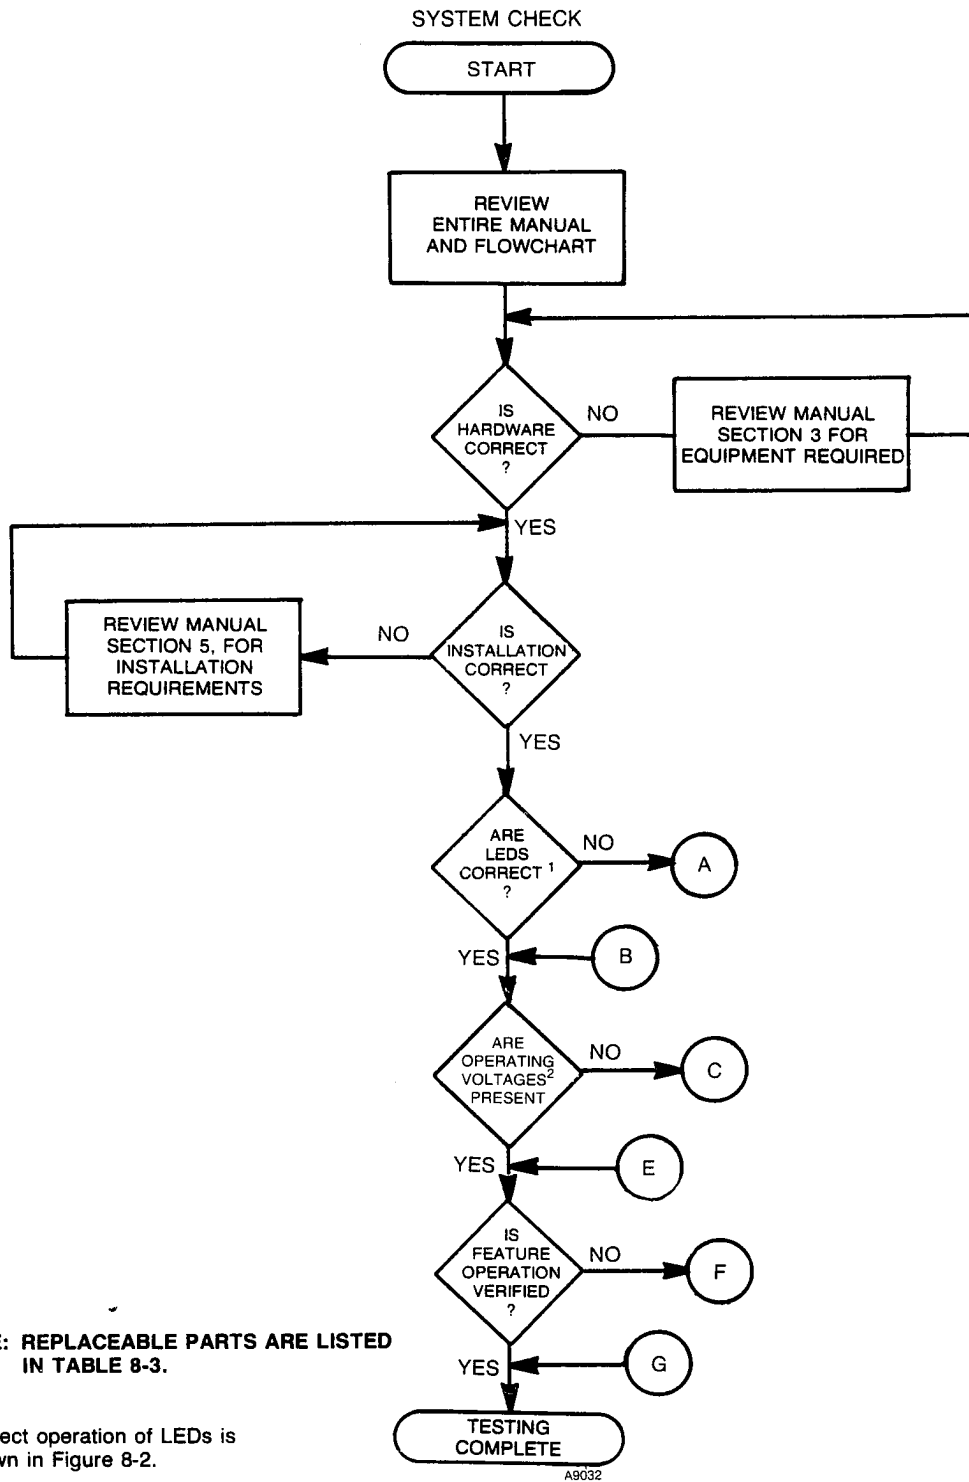 SYSTEM CHECK
START
REVIEW
ENTIRE MANUAL
AND FLOWCHART
IS
HARDWARE
CORRECT
?
NO
REVIEW MANUAL
SECTION 3 FOR
EQUIPMENT REQUIRED
YES
IS
INSTALLATION
CORRECT
?
NO
REVIEW MANUAL
SECTION 5, FOR
INSTALLATION
REQUIREMENTS
YES
ARE
LEDS
CORRECT 1
?
NO
A
YES
B
ARE
OPERATING
VOLTAGES2
PRESENT
NO
C
YES
E
IS
FEATURE
OPERATION
VERIFIED
?
NO
F
YES
G
TESTING
COMPLETE
A9032
: REPLACEABLE PARTS ARE LISTED
IN TABLE 8-3.
ect operation of LEDs is
wn in Figure 8-2.